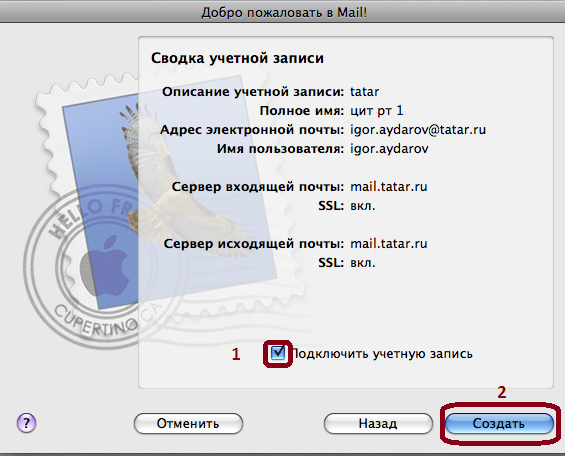 Добро пожаловать в Mail!
Сводка учетной записи
Описание учетной записи: tatar
Полное имя: цит рт 1
Адрес электронной почты: igor.aydarov@tatar.ru
Имя пользователя: igor.aydarov
Сервер входящей почты: mail.tatar.ru
SSL: вкл.
Сервер исходящей почты: mail.tatar.ru
SSL: вкл.
HELLO FR
CUPERTINO CA
1 Подключить учетную запись
2
? Отменить Назад Создать